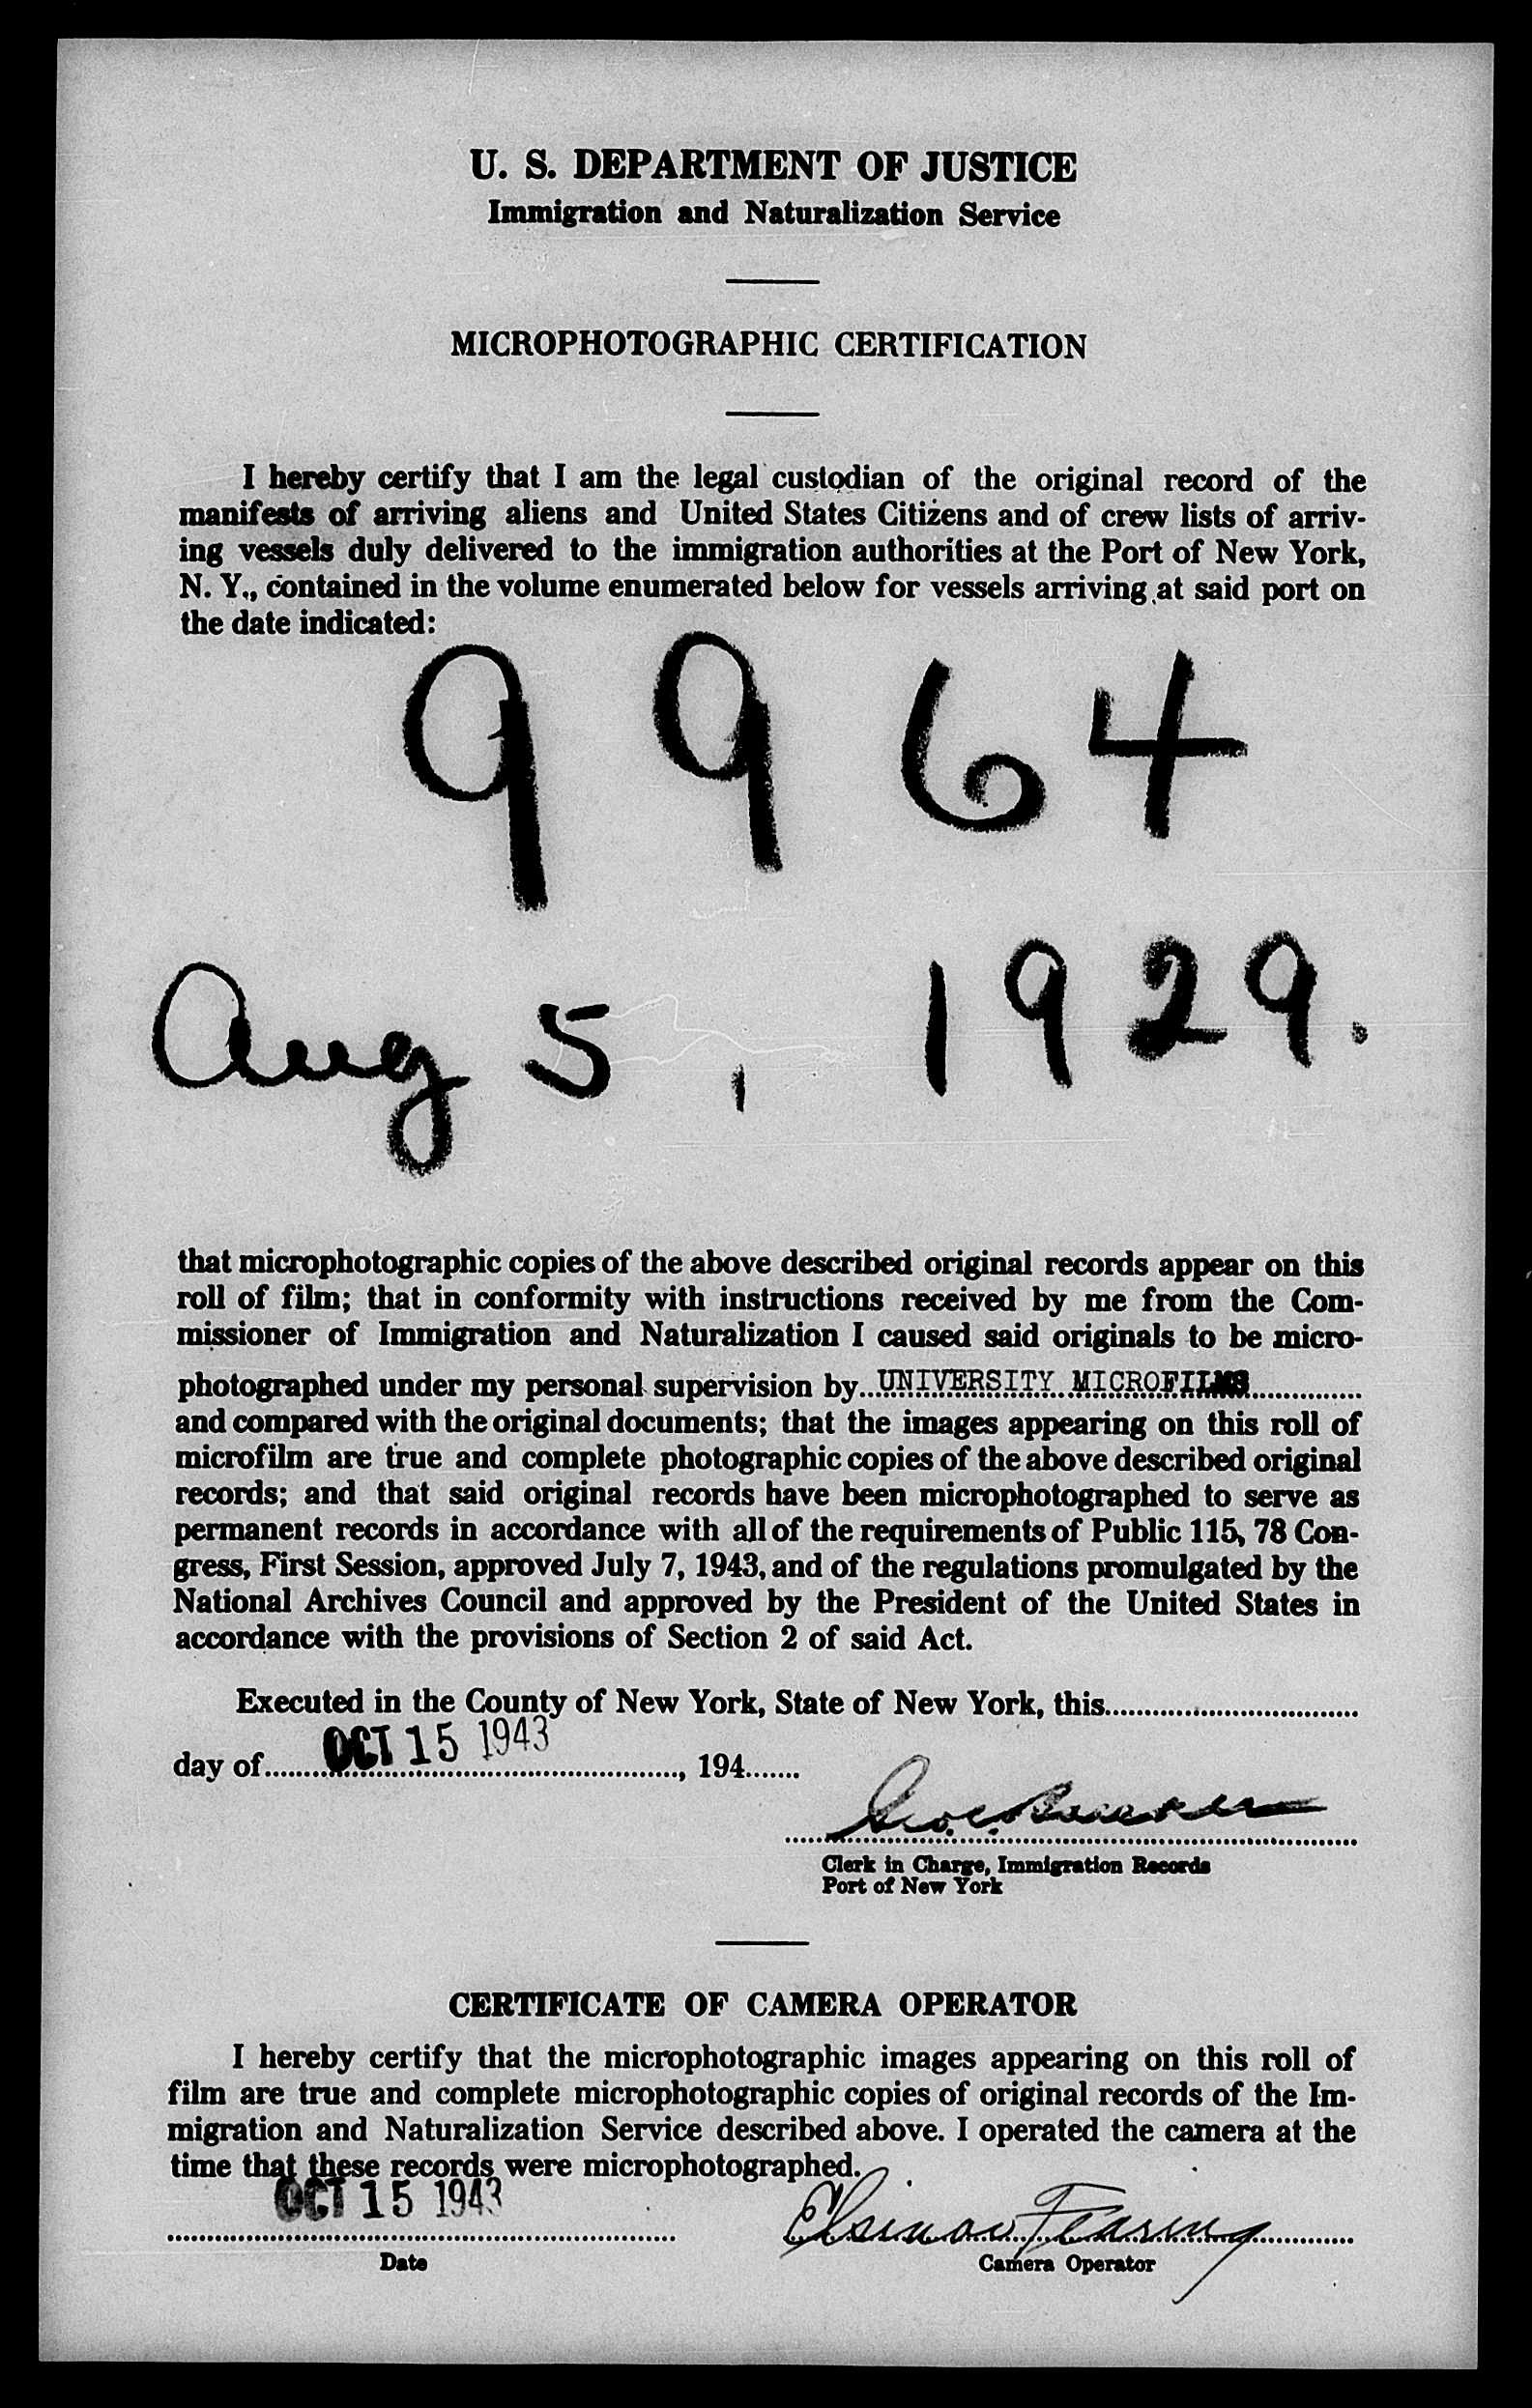 U. S. DEPARTMENT OF JUSTICE
Immigration and Naturalization Service
MICROPHOTOGRAPHIC CERTIFICATION
I hereby certify that I am the legal custodian of the original record of the
manifests of arriving aliens and United States Citizens and of crew lists of arriv-
ing vessels duly delivered to the immigration authorities at the Port of New York,
N. Y., contained in the volume enumerated below for vessels arriving at said port on
the date indicated:
9964
Aug 5, 1929.
that microphotographic copies of the above described original records appear on this
roll of film; that in conformity with instructions received by me from the Com-
missioner of Immigration and Naturalization I caused said originals to be micro-
photographed under my personal supervision by UNIVERSITY MICROFILMS
and compared with the original documents; that the images appearing on this roll of
microfilm are true and complete photographic copies of the above described original
records; and that said original records have been microphotographed to serve as
permanent records in accordance with all of the requirements of Public 115, 78 Con-
gress, First Session, approved July 7, 1943, and of the regulations promulgated by the
National Archives Council and approved by the President of the United States in
accordance with the provisions of Section 2 of said Act.
Executed in the County of New York, State of New York, this
day of OCT 15 1943, 194
Clerk in Charge, Immigration Records
Port of New York
CERTIFICATE OF CAMERA OPERATOR
I hereby certify that the microphotographic images appearing on this roll of
film are true and complete microphotographic copies of original records of the Im-
migration and Naturalization Service described above. I operated the camera at the
time that these records were microphotographed.
OCT 15 1943
Fearing
Date
Camera Operator